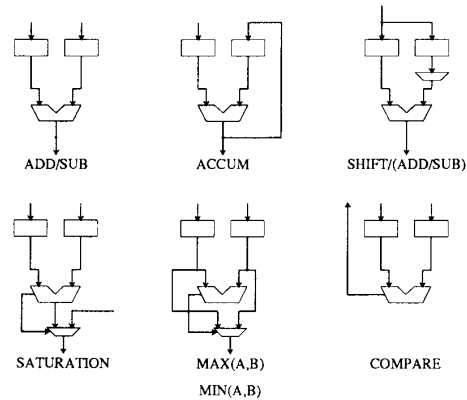 ADD/SUB
ACCUM
SHIFT/(ADD/SUB)
SATURATION
MAX(A,B)
MIN(A,B)
COMPARE